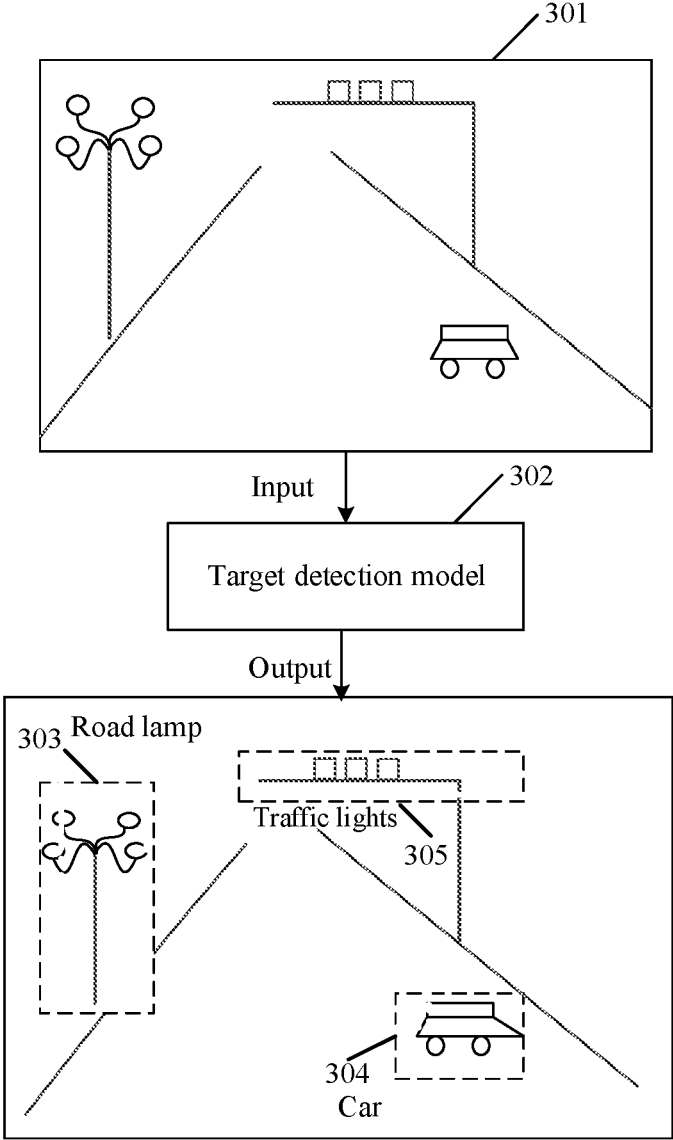 301
Input
302
Target detection model
Output
303
Road lamp
Traffic lights
305
304
Car